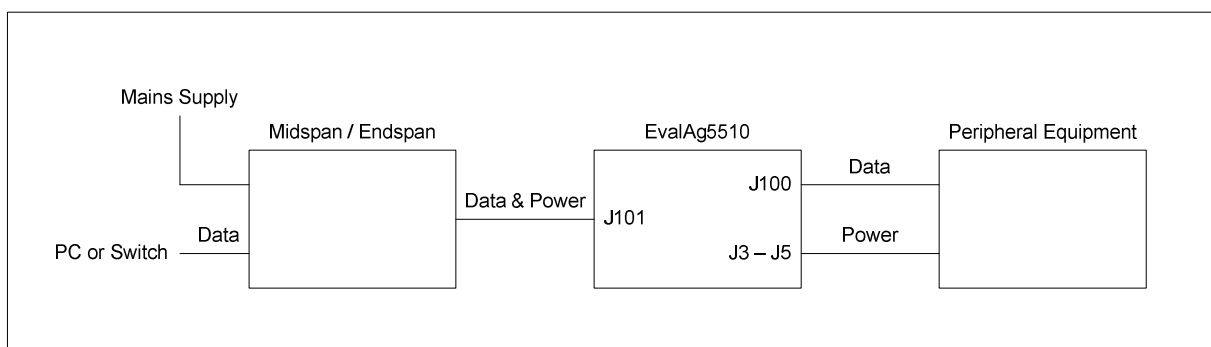 Mains Supply
Midspan / Endspan
EvalAg5510
Peripheral Equipment
J100
Data
Data & Power
J101
Data
Power
PC or Switch
J3 – J5